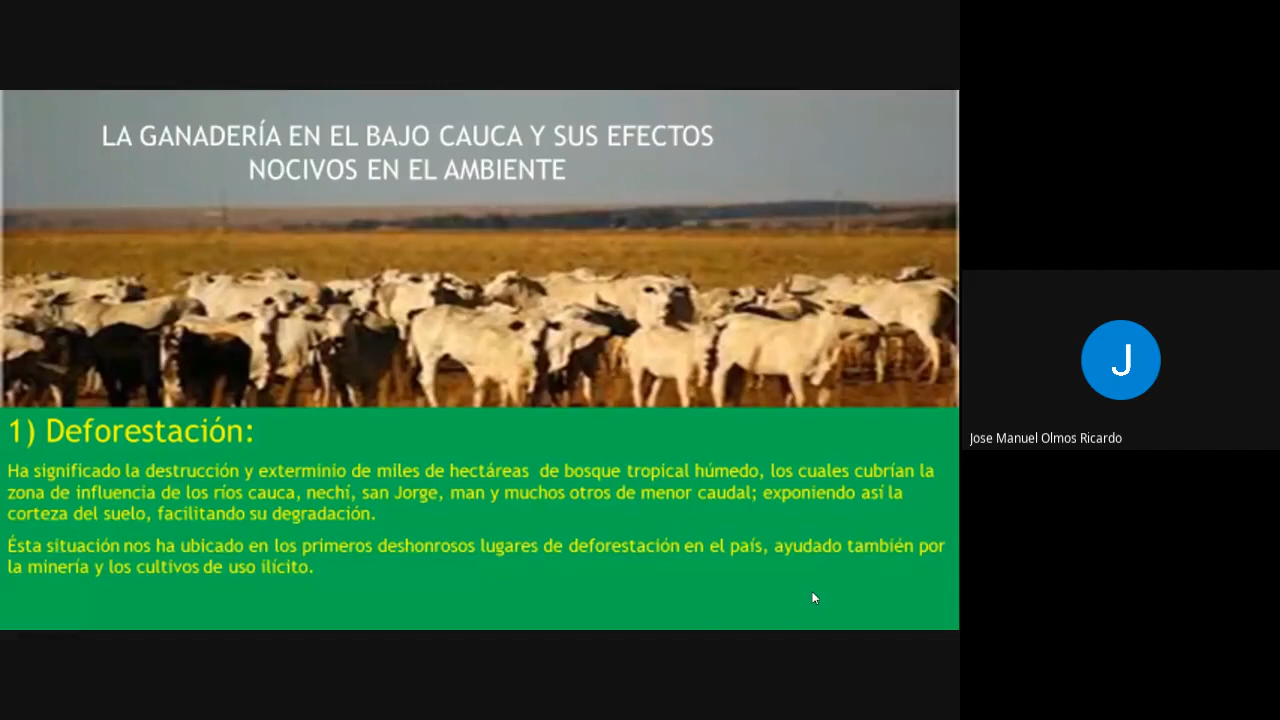 LA GANADERÍA EN EL BAJO CAUCA Y SUS EFECTOS
NOCIVOS EN EL AMBIENTE
1) Deforestación:
Ha significado la destrucción y exterminio de miles de hectáreas de bosque tropical húmedo, los cuales cubrían la
zona de influencia de los ríos cauca, nechí, san Jorge, man y muchos otros de menor caudal; exponiendo así la
corteza del suelo, facilitando su degradación.
Ésta situación nos ha ubicado en los primeros deshonrosos lugares de deforestación en el país, ayudado también por
la minería y los cultivos de uso ilícito.
J
Jose Manuel Olmos Ricardo